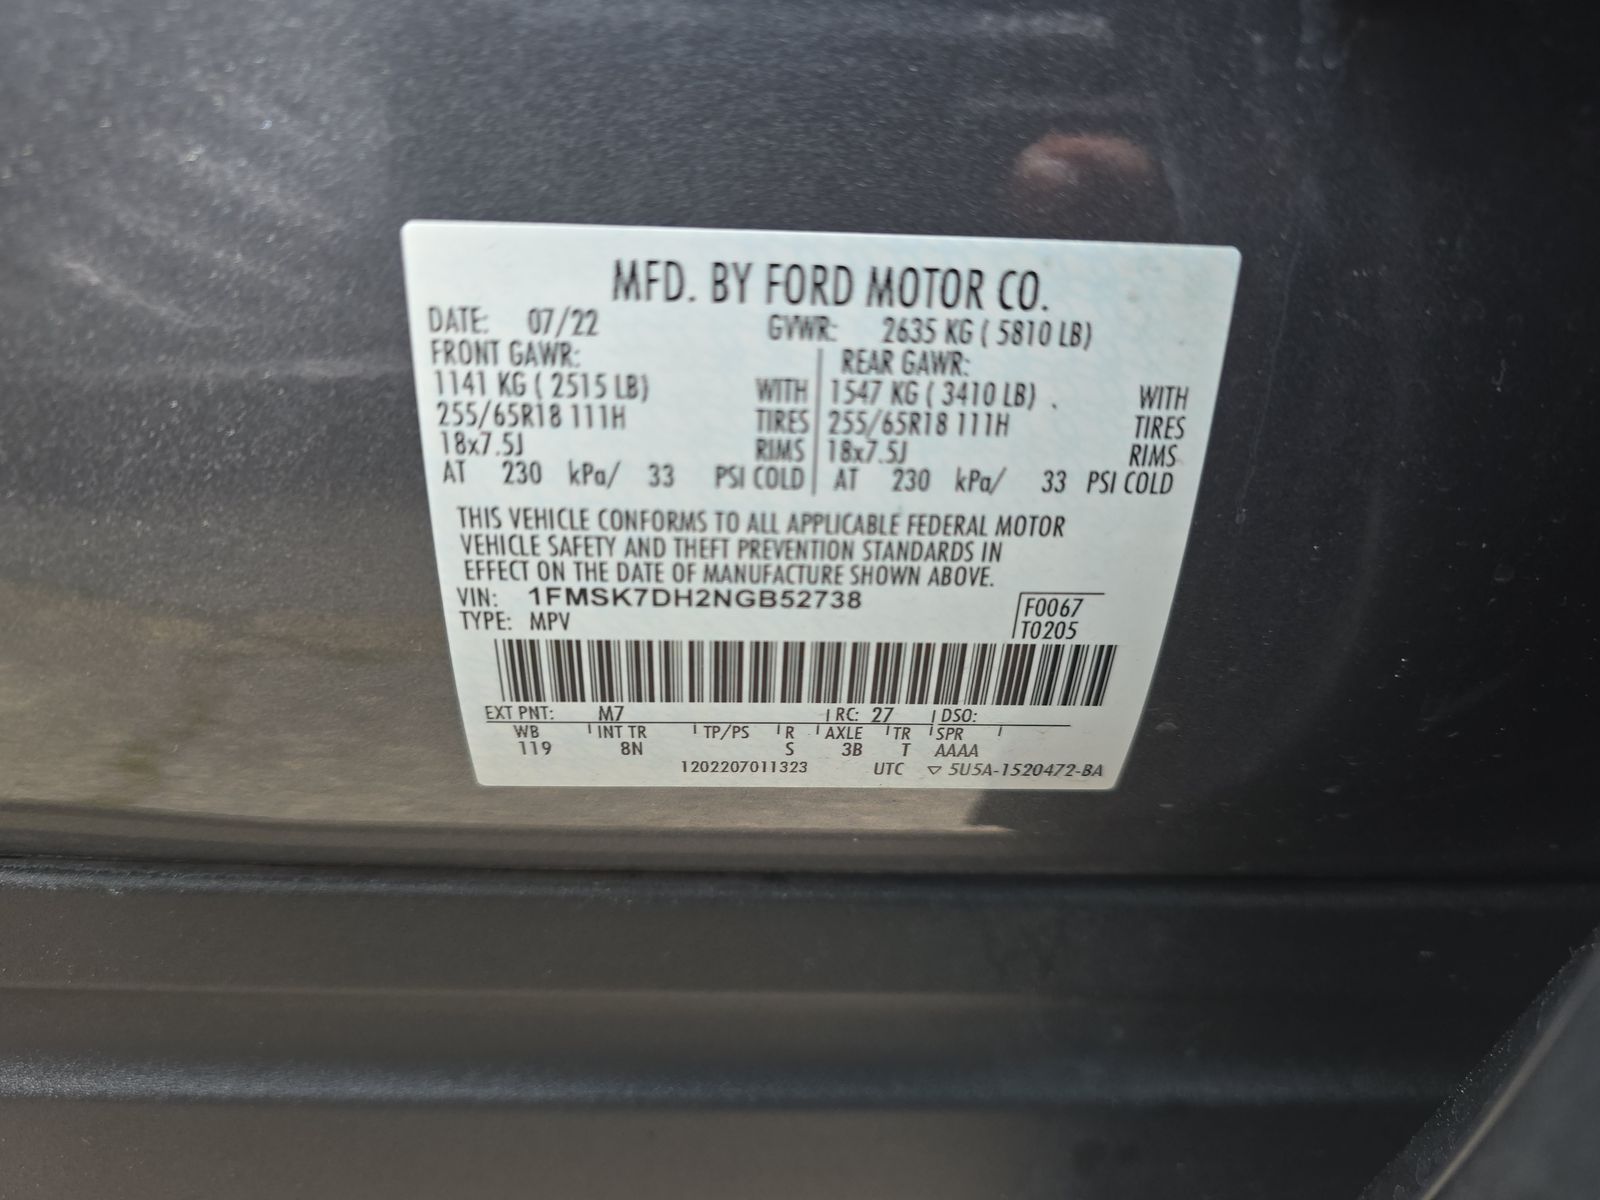 MFD. BY FORD MOTOR CO.
DATE: 07/22 GVWR: 2635 KG ( 5810 LB)
FRONT GAWR: REAR GAWR:
1141 KG ( 2515 LB) WITH 1547 KG ( 3410 LB) WITH
255/65R18 111H TIRES 255/65R18 111H TIRES
18x7.5J RIMS 18x7.5J RIMS
AT 230 kPa/ 33 PSI COLD AT 230 kPa/ 33 PSI COLD
THIS VEHICLE CONFORMS TO ALL APPLICABLE FEDERAL MOTOR
VEHICLE SAFETY AND THEFT PREVENTION STANDARDS IN
EFFECT ON THE DATE OF MANUFACTURE SHOWN ABOVE.
VIN: 1FMSK7DH2NGB52738 F0067
TYPE: MPV T0205
EXT PNT: M7 RC: 27 DSO:
WB INT TR TP/PS R AXLE TR SPR
119 8N S 3B T AAAA
1202207011323 UTC ▽ 5U5A-1520472-BA